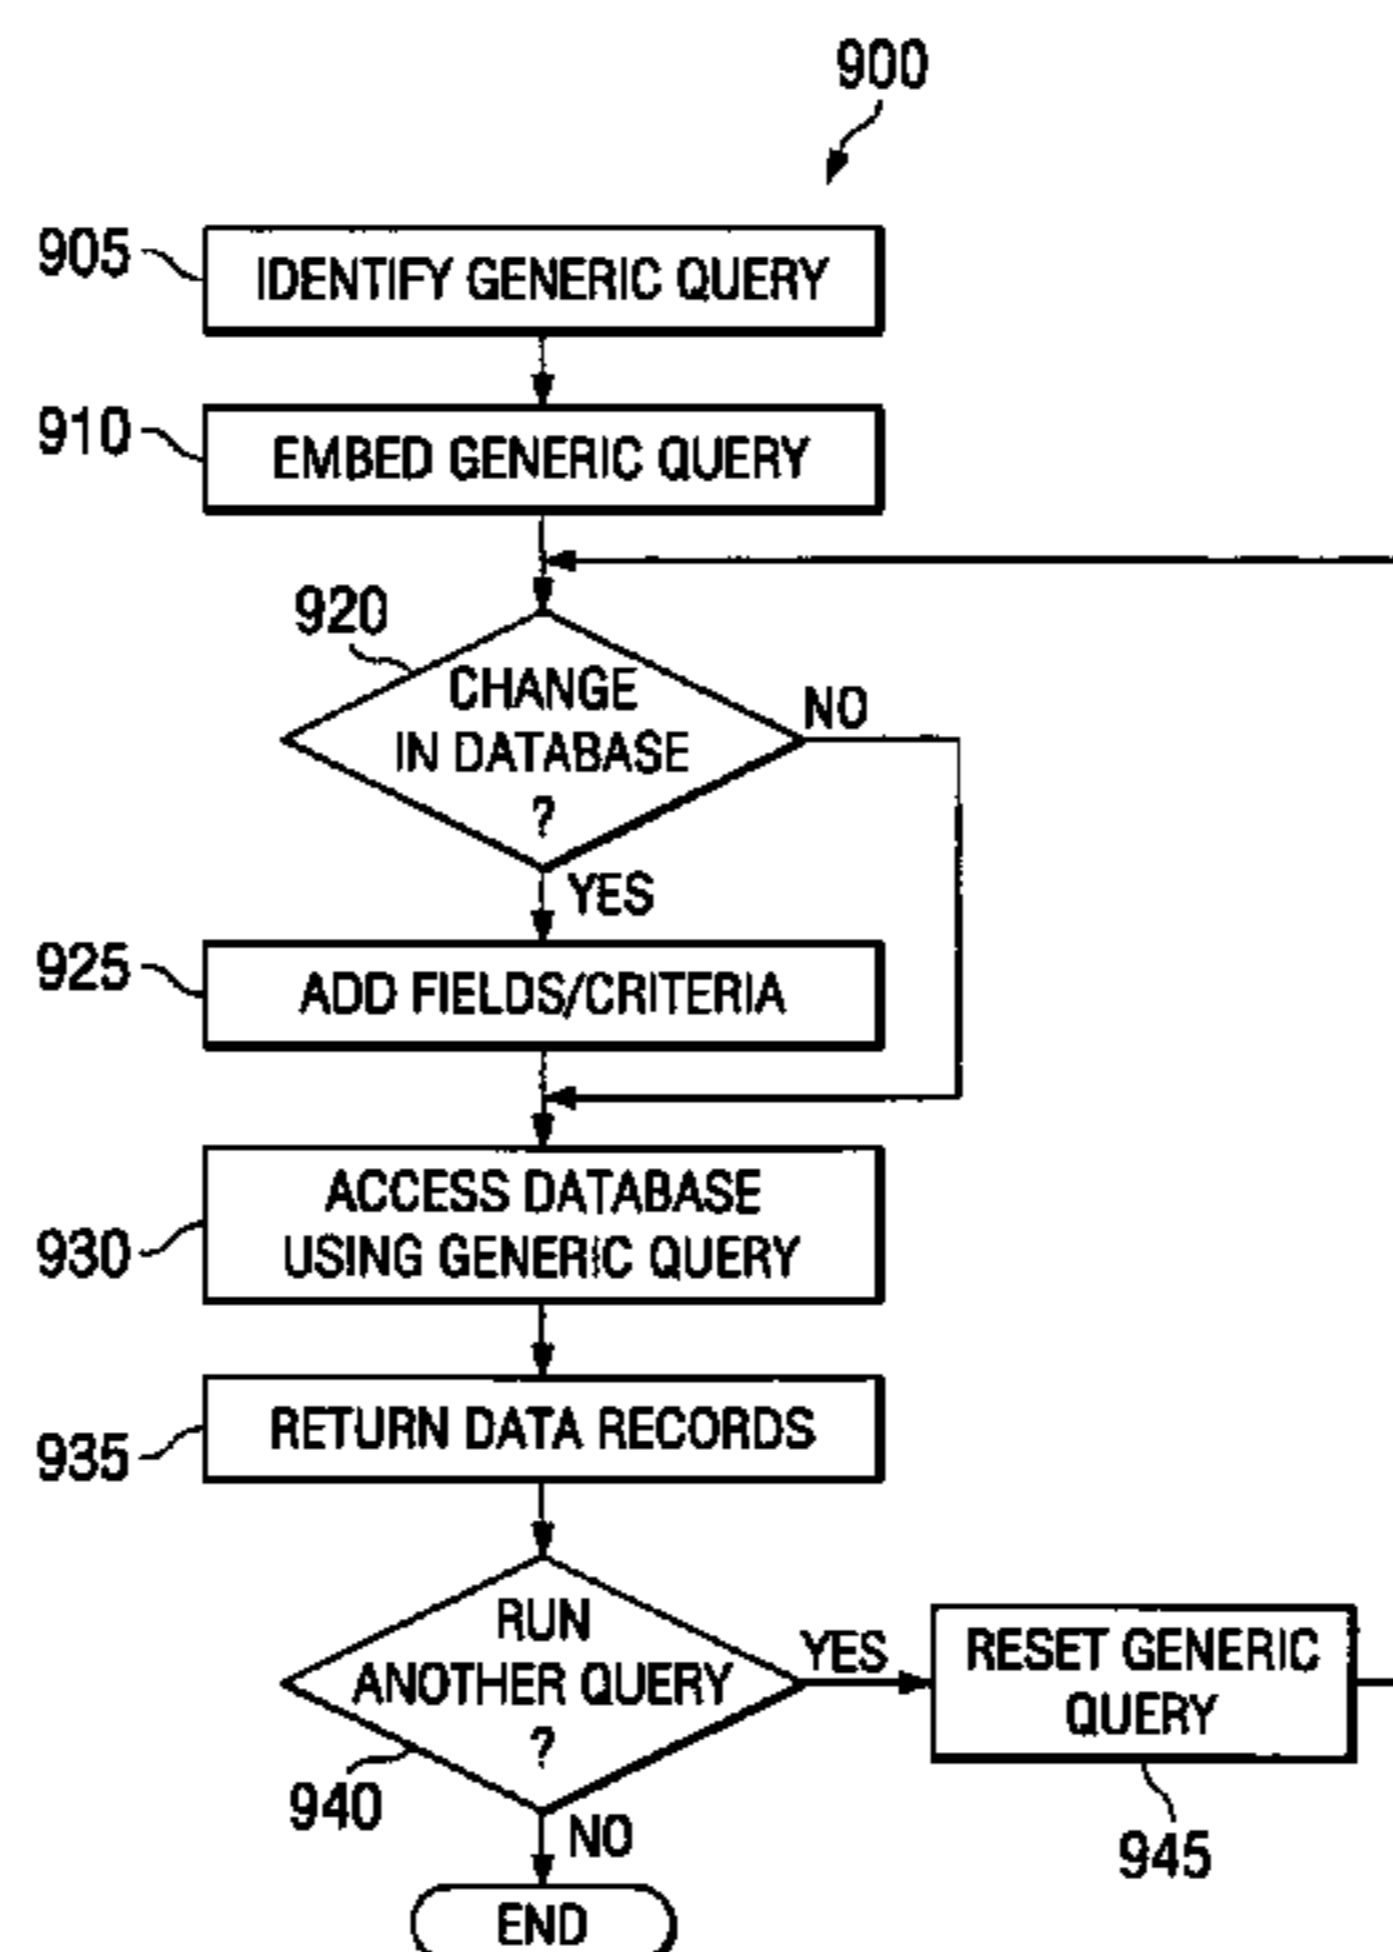 900
905
IDENTIFY GENERIC QUERY
910
EMBED GENERIC QUERY
920
CHANGE
IN DATABASE
?
NO
YES
925
ADD FIELDS/CRITERIA
930
ACCESS DATABASE
USING GENERIC QUERY
935
RETURN DATA RECORDS
940
RUN
ANOTHER QUERY
?
YES
RESET GENERIC
QUERY
945
NO
END